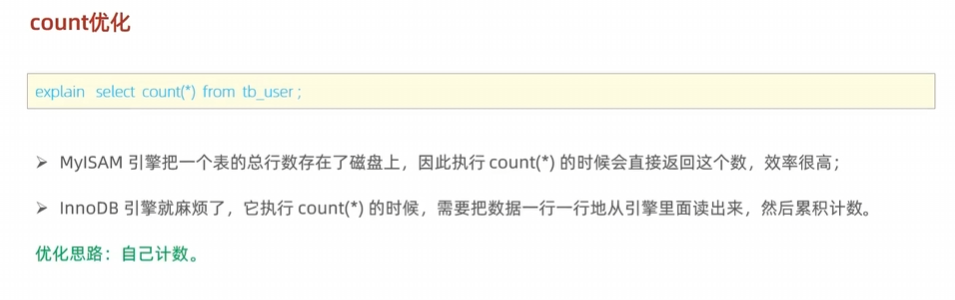 count优化
explain select count(*) from tb_user ;
➢ MyISAM 引擎把一个表的总行数存在了磁盘上，因此执行 count(*) 的时候会直接返回这个数，效率很高；
➢ InnoDB 引擎就麻烦了，它执行 count(*) 的时候，需要把数据一行一行地从引擎里面读出来，然后累积计数。
优化思路：自己计数。